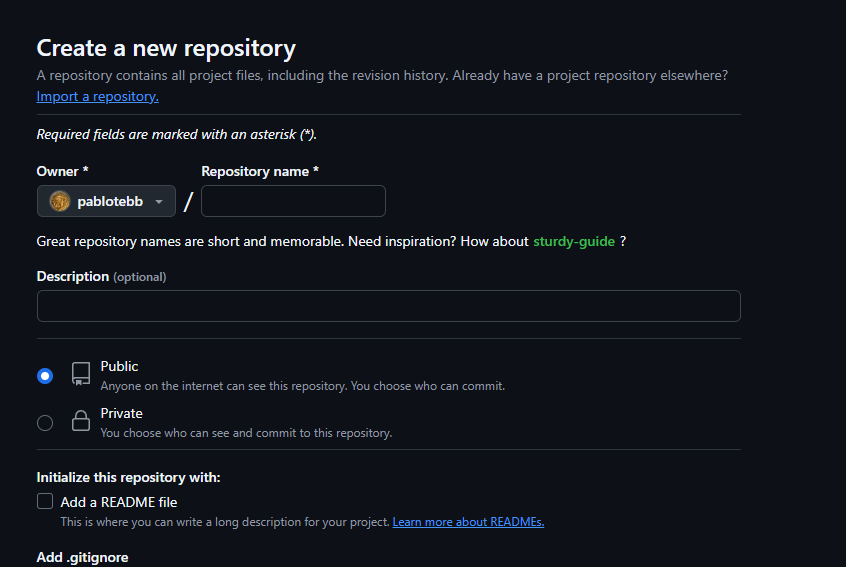 Create a new repository
A repository contains all project files, including the revision history. Already have a project repository elsewhere?
Import a repository.
Required fields are marked with an asterisk (*).
Owner * Repository name *
pablotebb /
Great repository names are short and memorable. Need inspiration? How about sturdy-guide ?
Description (optional)
Public
Anyone on the internet can see this repository. You choose who can commit.
Private
You choose who can see and commit to this repository.
Initialize this repository with:
Add a README file
This is where you can write a long description for your project. Learn more about READMEs.
Add .gitignore